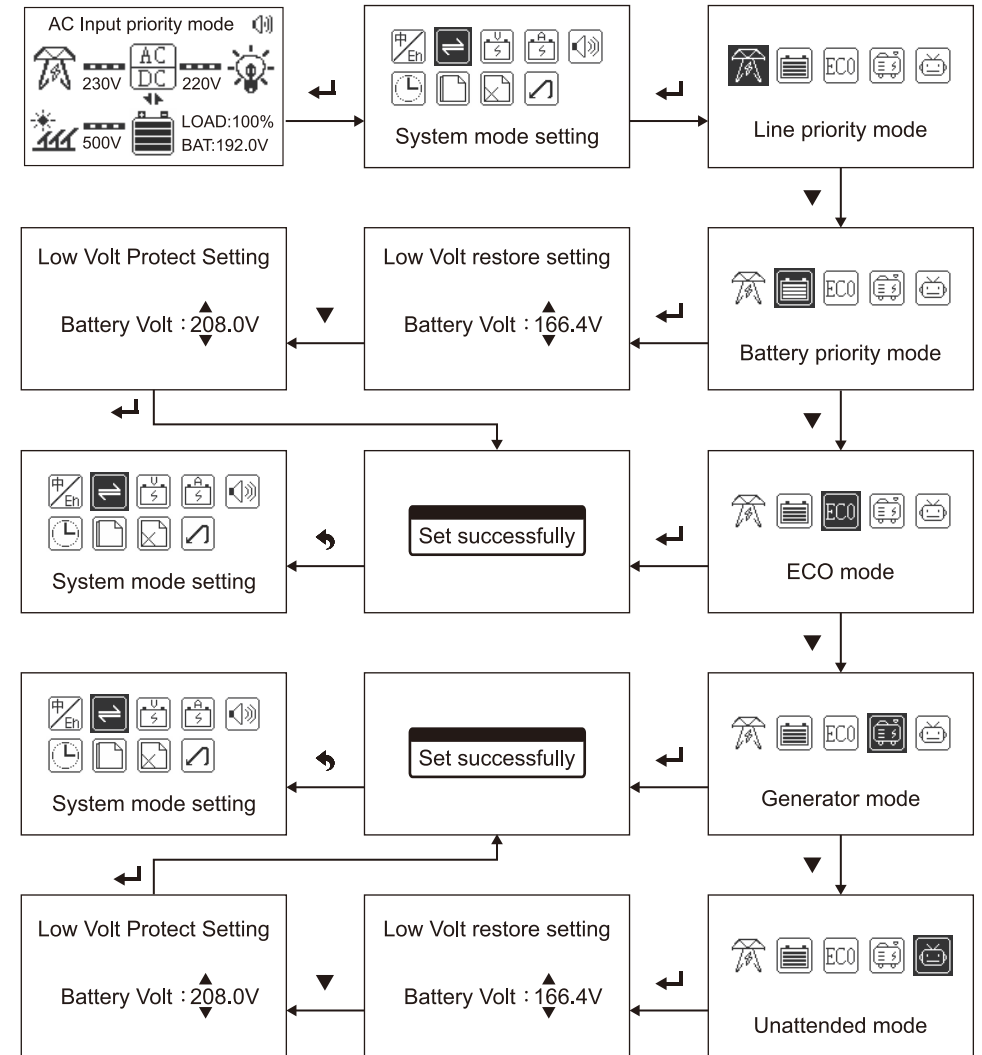 AC Input priority mode
AC
DC
230V
220V
500V
LOAD:100%
BAT:192.0V
中/En
System mode setting
ECO
Line priority mode
Low Volt Protect Setting
Battery Volt : 208.0V
Low Volt restore setting
Battery Volt : 166.4V
ECO
Battery priority mode
中/En
System mode setting
Set successfully
ECO
ECO mode
中/En
System mode setting
Set successfully
ECO
Generator mode
Low Volt Protect Setting
Battery Volt : 208.0V
Low Volt restore setting
Battery Volt : 166.4V
ECO
Unattended mode